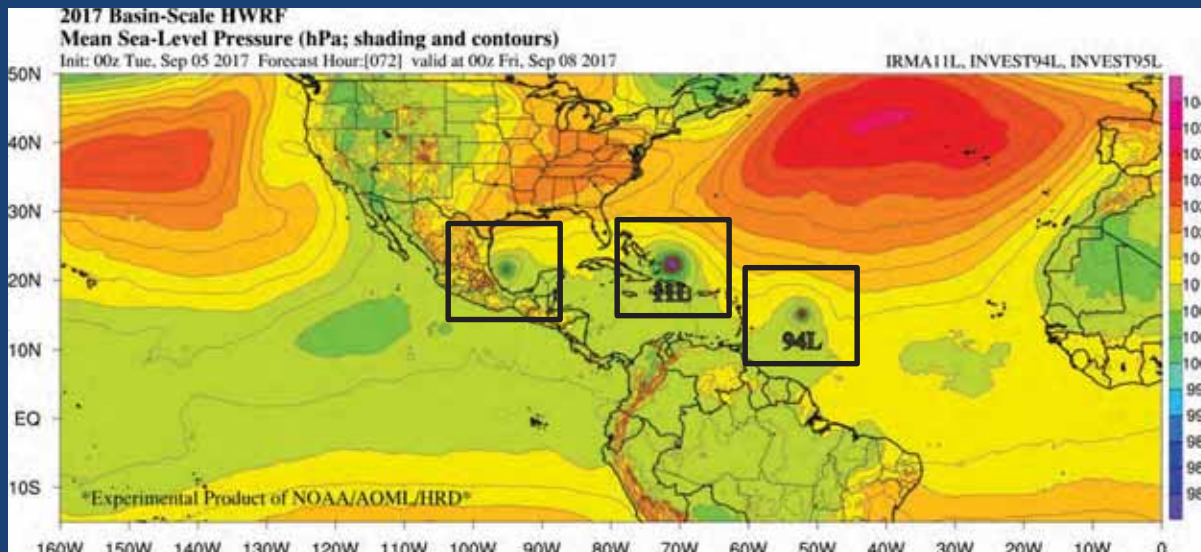 2017 Basin-Scale HWRF
Mean Sea-Level Pressure (hPa; shading and contours)
Init: 00z Tue, Sep 05 2017 Forecast Hour:[072] valid at 00z Fri, Sep 08 2017 IRMA11L, INVEST94L, INVEST95L
50N
40N
30N
20N
10N
EQ
10S
11L
94L
*Experimental Product of NOAA/AOML/HRD*
160W 150W 140W 130W 120W 110W 100W 90W 80W 70W 60W 50W 40W 30W 20W 10W 0